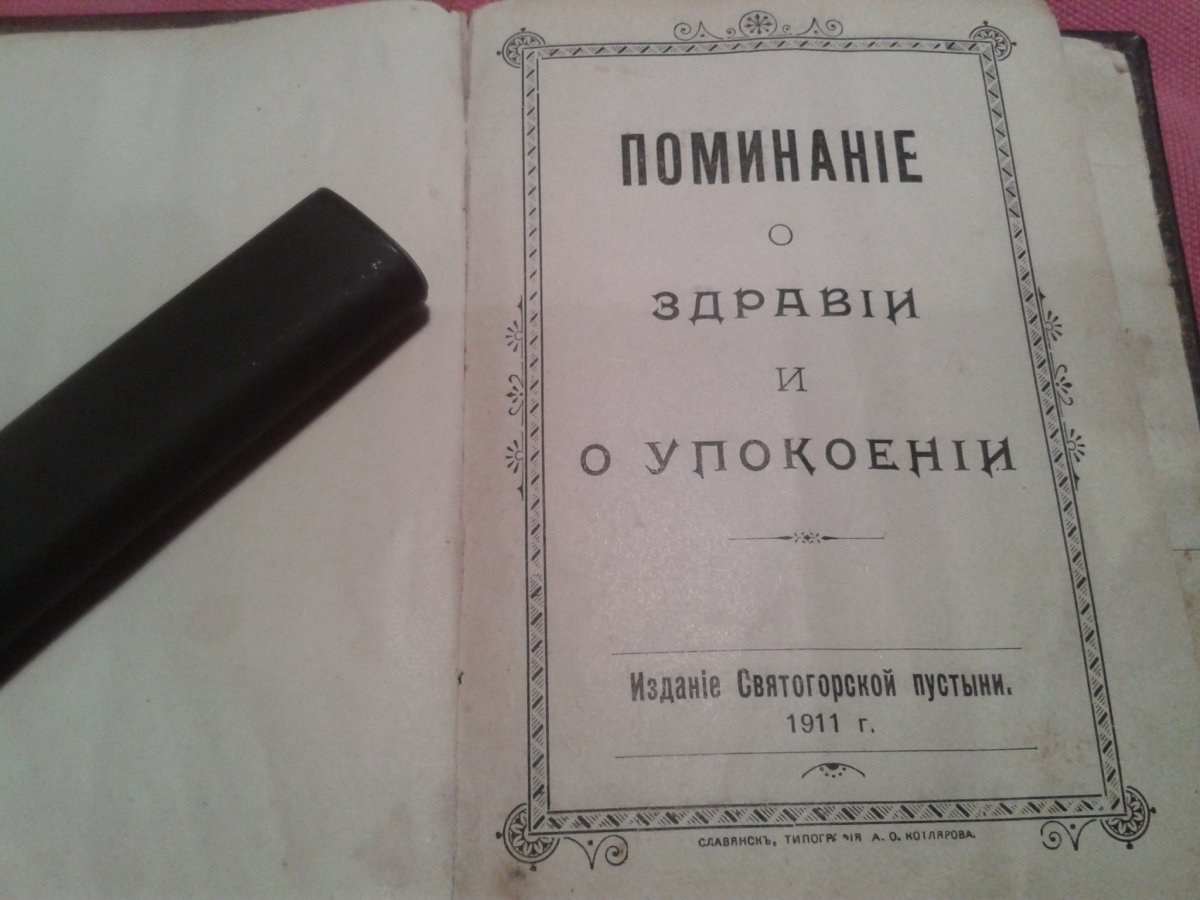 ПОМИНАНІЕ
О
ЗДРАВІИ
И
О УПОКОЕНІИ
Изданіе Святогорской пустыни.
1911 г.
СЛАВЯНСКЪ, ТИПОГРАФІЯ А. О. КОТЛЯРОВА.